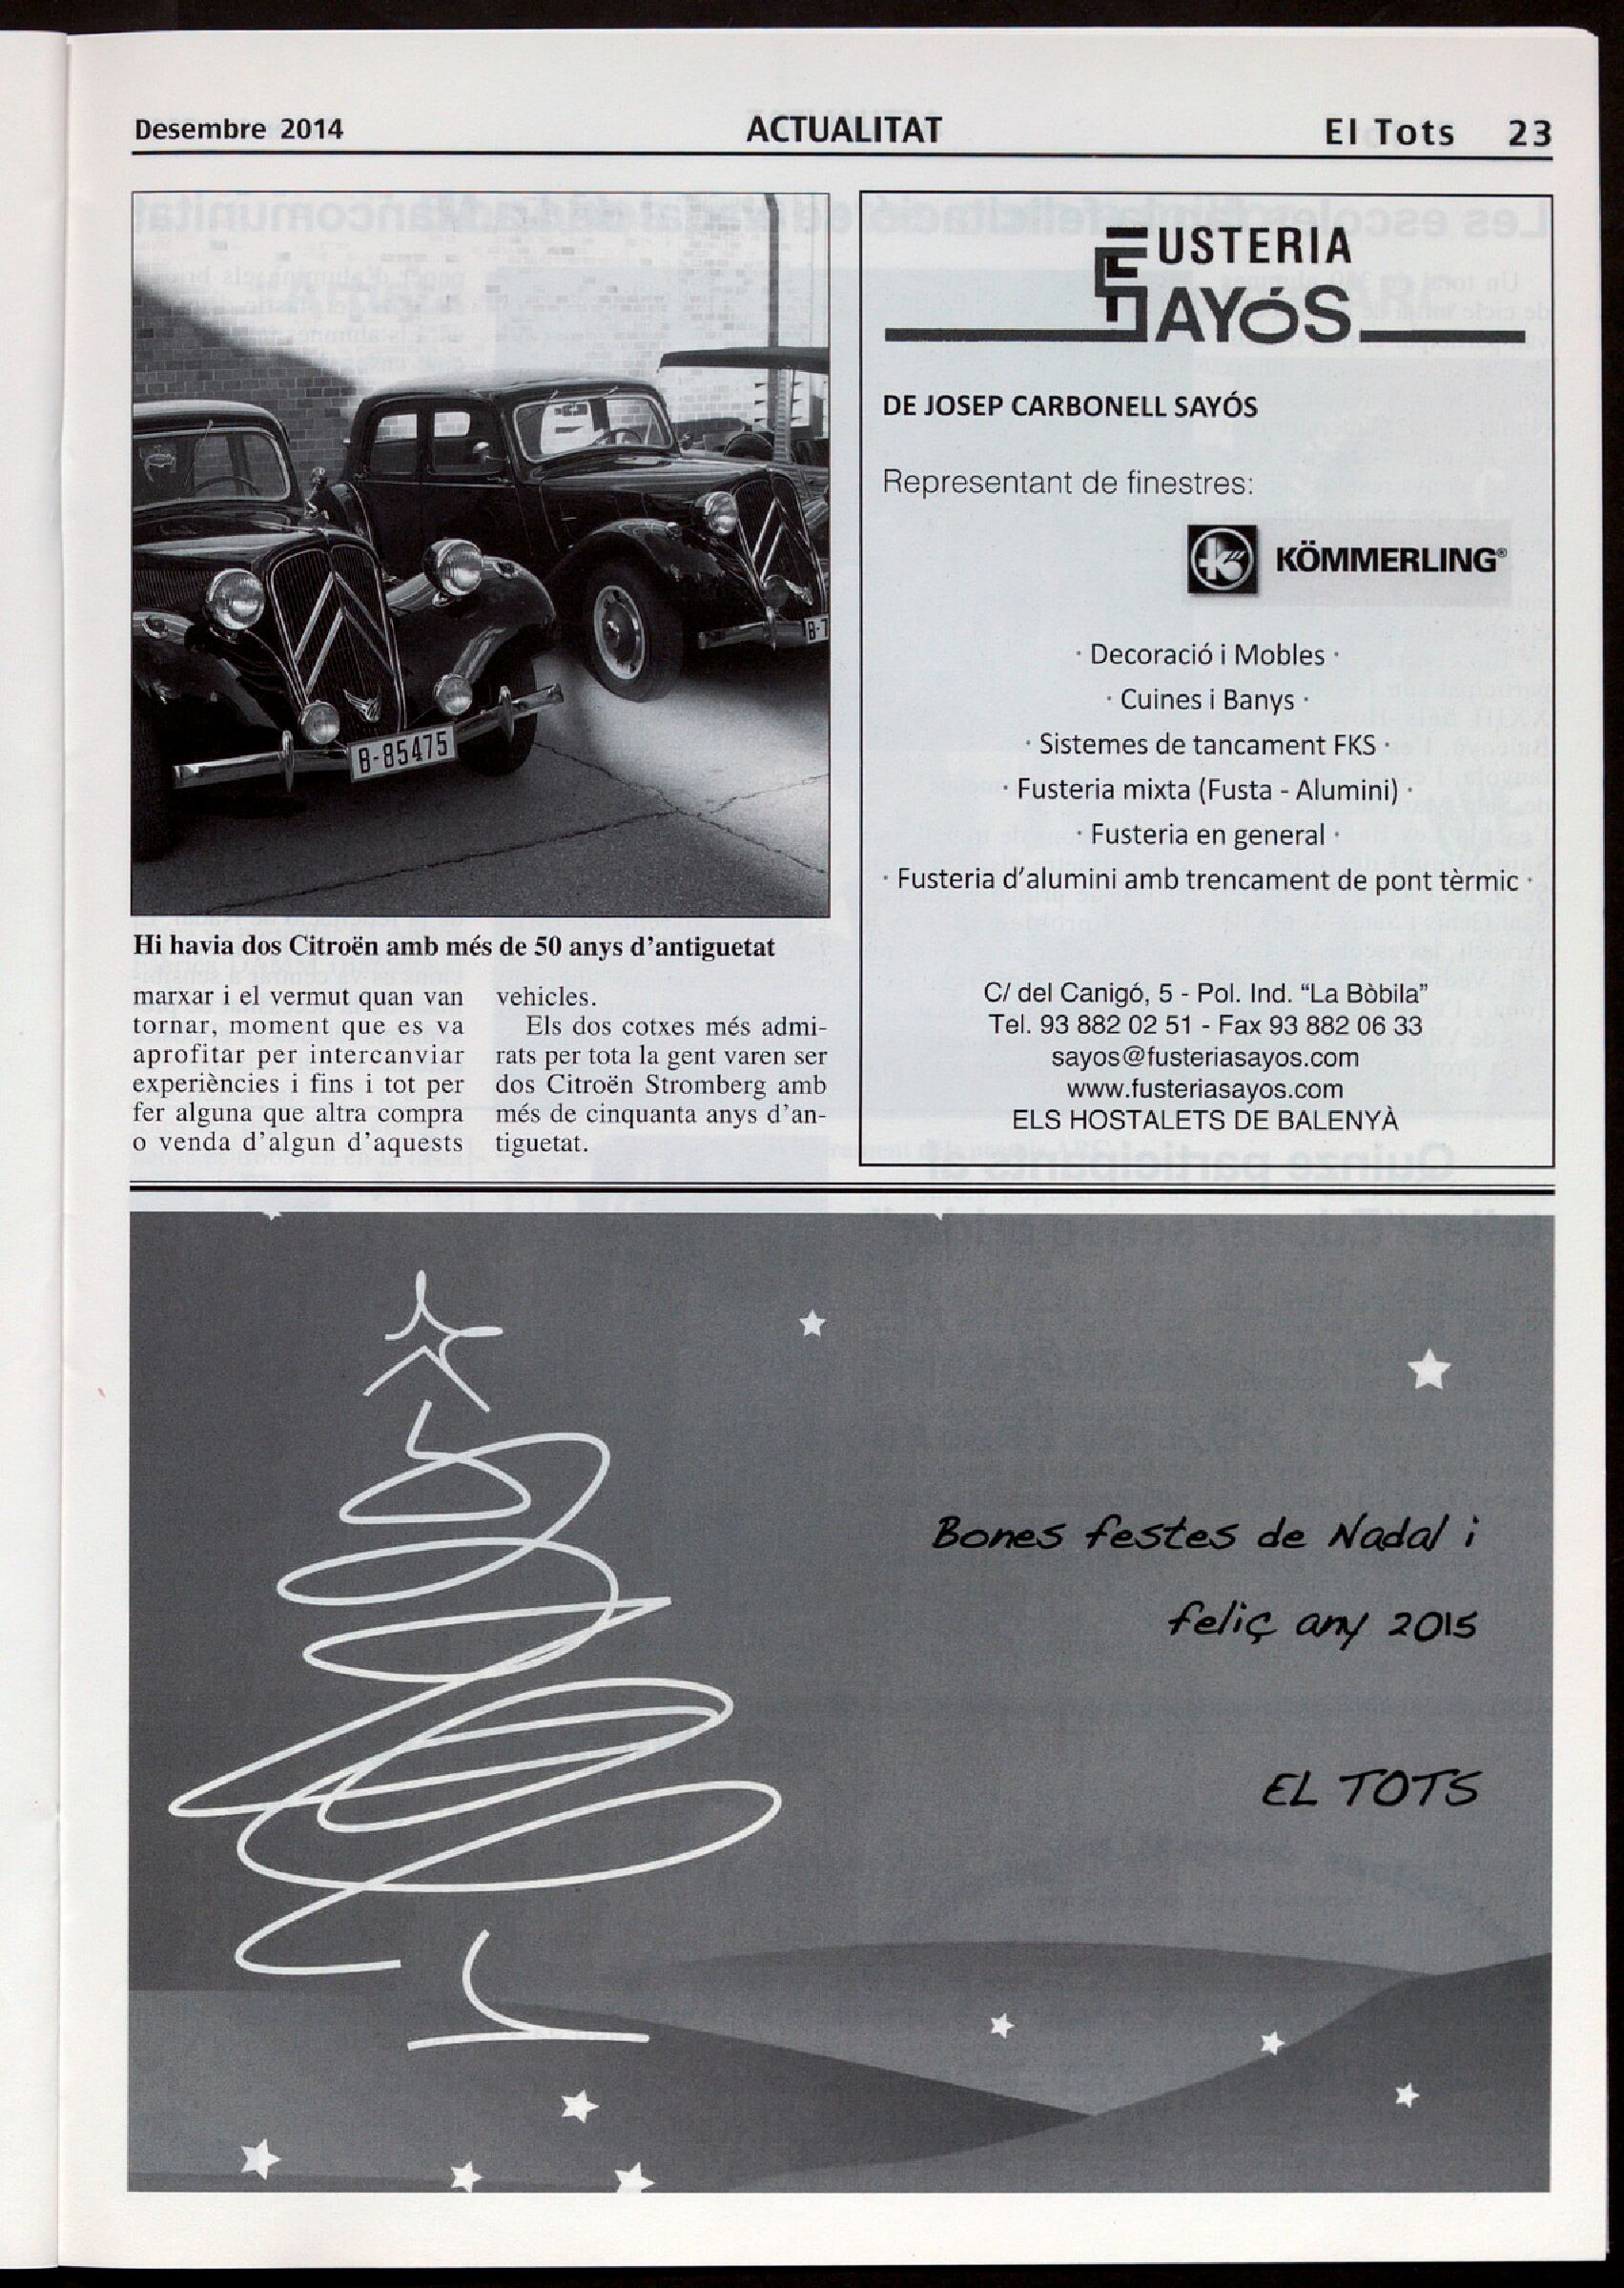 Desembre 2014 ACTUALITAT El Tots 23
B-85475
B-7
Hi havia dos Citroën amb més de 50 anys d'antiguetat
marxar i el vermut quan van
tornar, moment que es va
aprofitar per intercanviar
experiències i fins i tot per
fer alguna que altra compra
o venda d'algun d'aquests
vehicles.
Els dos cotxes més admi-
rats per tota la gent varen ser
dos Citroën Stromberg amb
més de cinquanta anys d'an-
tiguetat.
FUSTERIA
SAYÓS
DE JOSEP CARBONELL SAYÓS
Representant de finestres:
KÖMMERLING®
· Decoració i Mobles ·
· Cuines i Banys ·
· Sistemes de tancament FKS ·
· Fusteria mixta (Fusta - Alumini) ·
· Fusteria en general ·
· Fusteria d'alumini amb trencament de pont tèrmic ·
C/ del Canigó, 5 - Pol. Ind. "La Bòbila"
Tel. 93 882 02 51 - Fax 93 882 06 33
sayos@fusteriasayos.com
www.fusteriasayos.com
ELS HOSTALETS DE BALENYÀ
Bones festes de Nadal i
feliç any 2015
EL TOTS